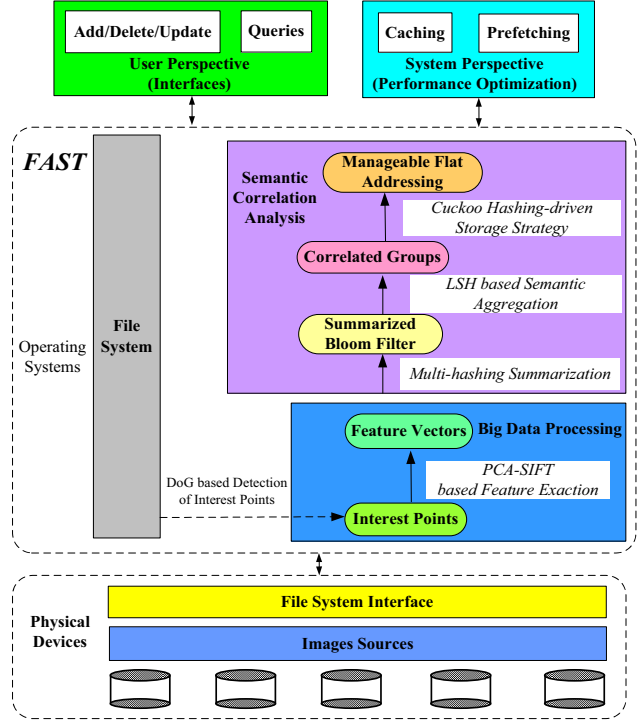 Add/Delete/Update
Queries
User Perspective
(Interfaces)
Caching
Prefetching
System Perspective
(Performance Optimization)
FAST
Semantic
Correlation
Analysis
Manageable Flat
Addressing
Cuckoo Hashing-driven
Storage Strategy
Correlated Groups
LSH based Semantic
Aggregation
Summarized
Bloom Filter
Multi-hashing Summarization
Operating
Systems
File
System
Feature Vectors
Big Data Processing
PCA-SIFT
based Feature Exaction
DoG based Detection
of Interest Points
Interest Points
Physical
Devices
File System Interface
Images Sources